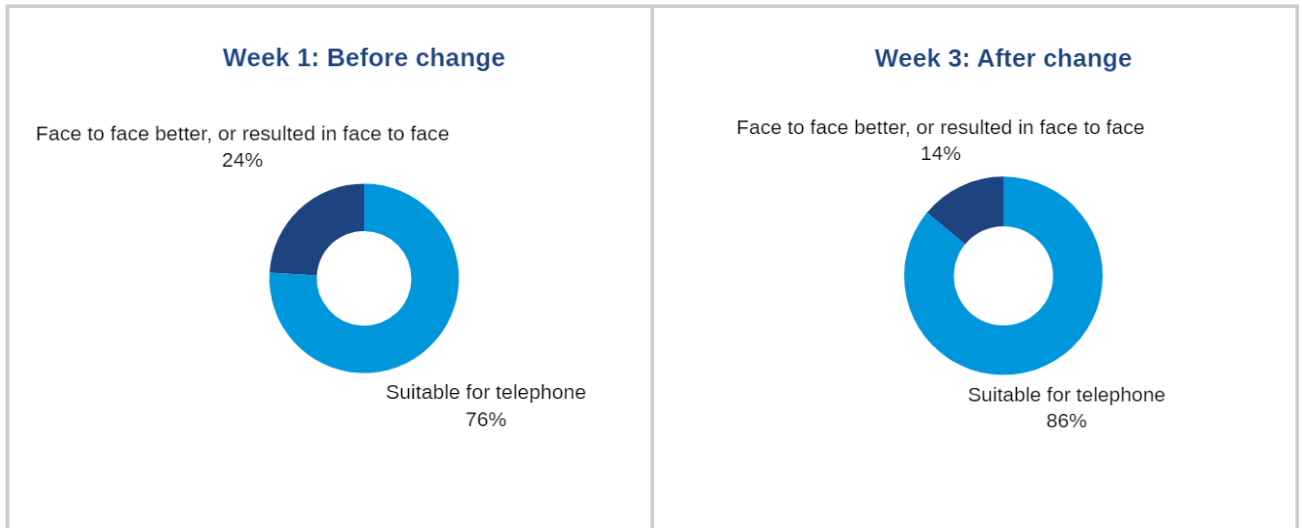 Week 1: Before change
Face to face better, or resulted in face to face
24%
Suitable for telephone
76%
Week 3: After change
Face to face better, or resulted in face to face
14%
Suitable for telephone
86%